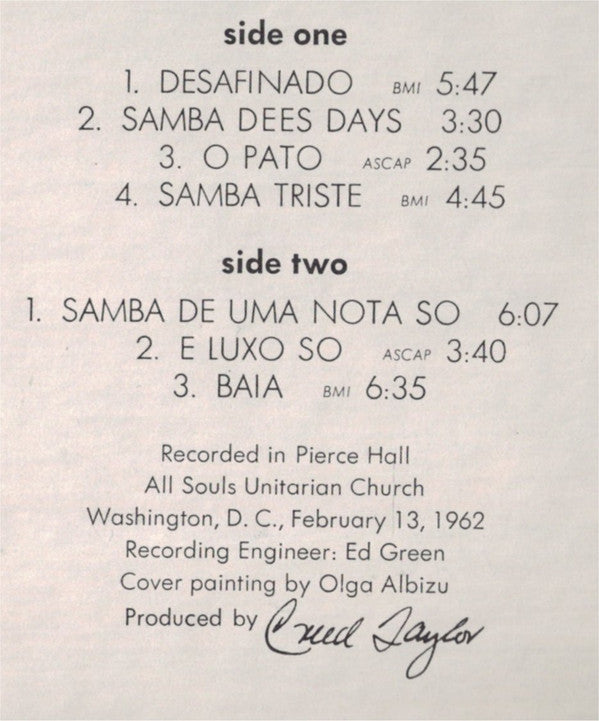 side one
1. DESAFINADO BMI 5:47
2. SAMBA DEES DAYS 3:30
3. O PATO ASCAP 2:35
4. SAMBA TRISTE BMI 4:45
side two
1. SAMBA DE UMA NOTA SO 6:07
2. E LUXO SO ASCAP 3:40
3. BAIA BMI 6:35
Recorded in Pierce Hall
All Souls Unitarian Church
Washington, D. C., February 13, 1962
Recording Engineer: Ed Green
Cover painting by Olga Albizu
Produced by Creed Taylor